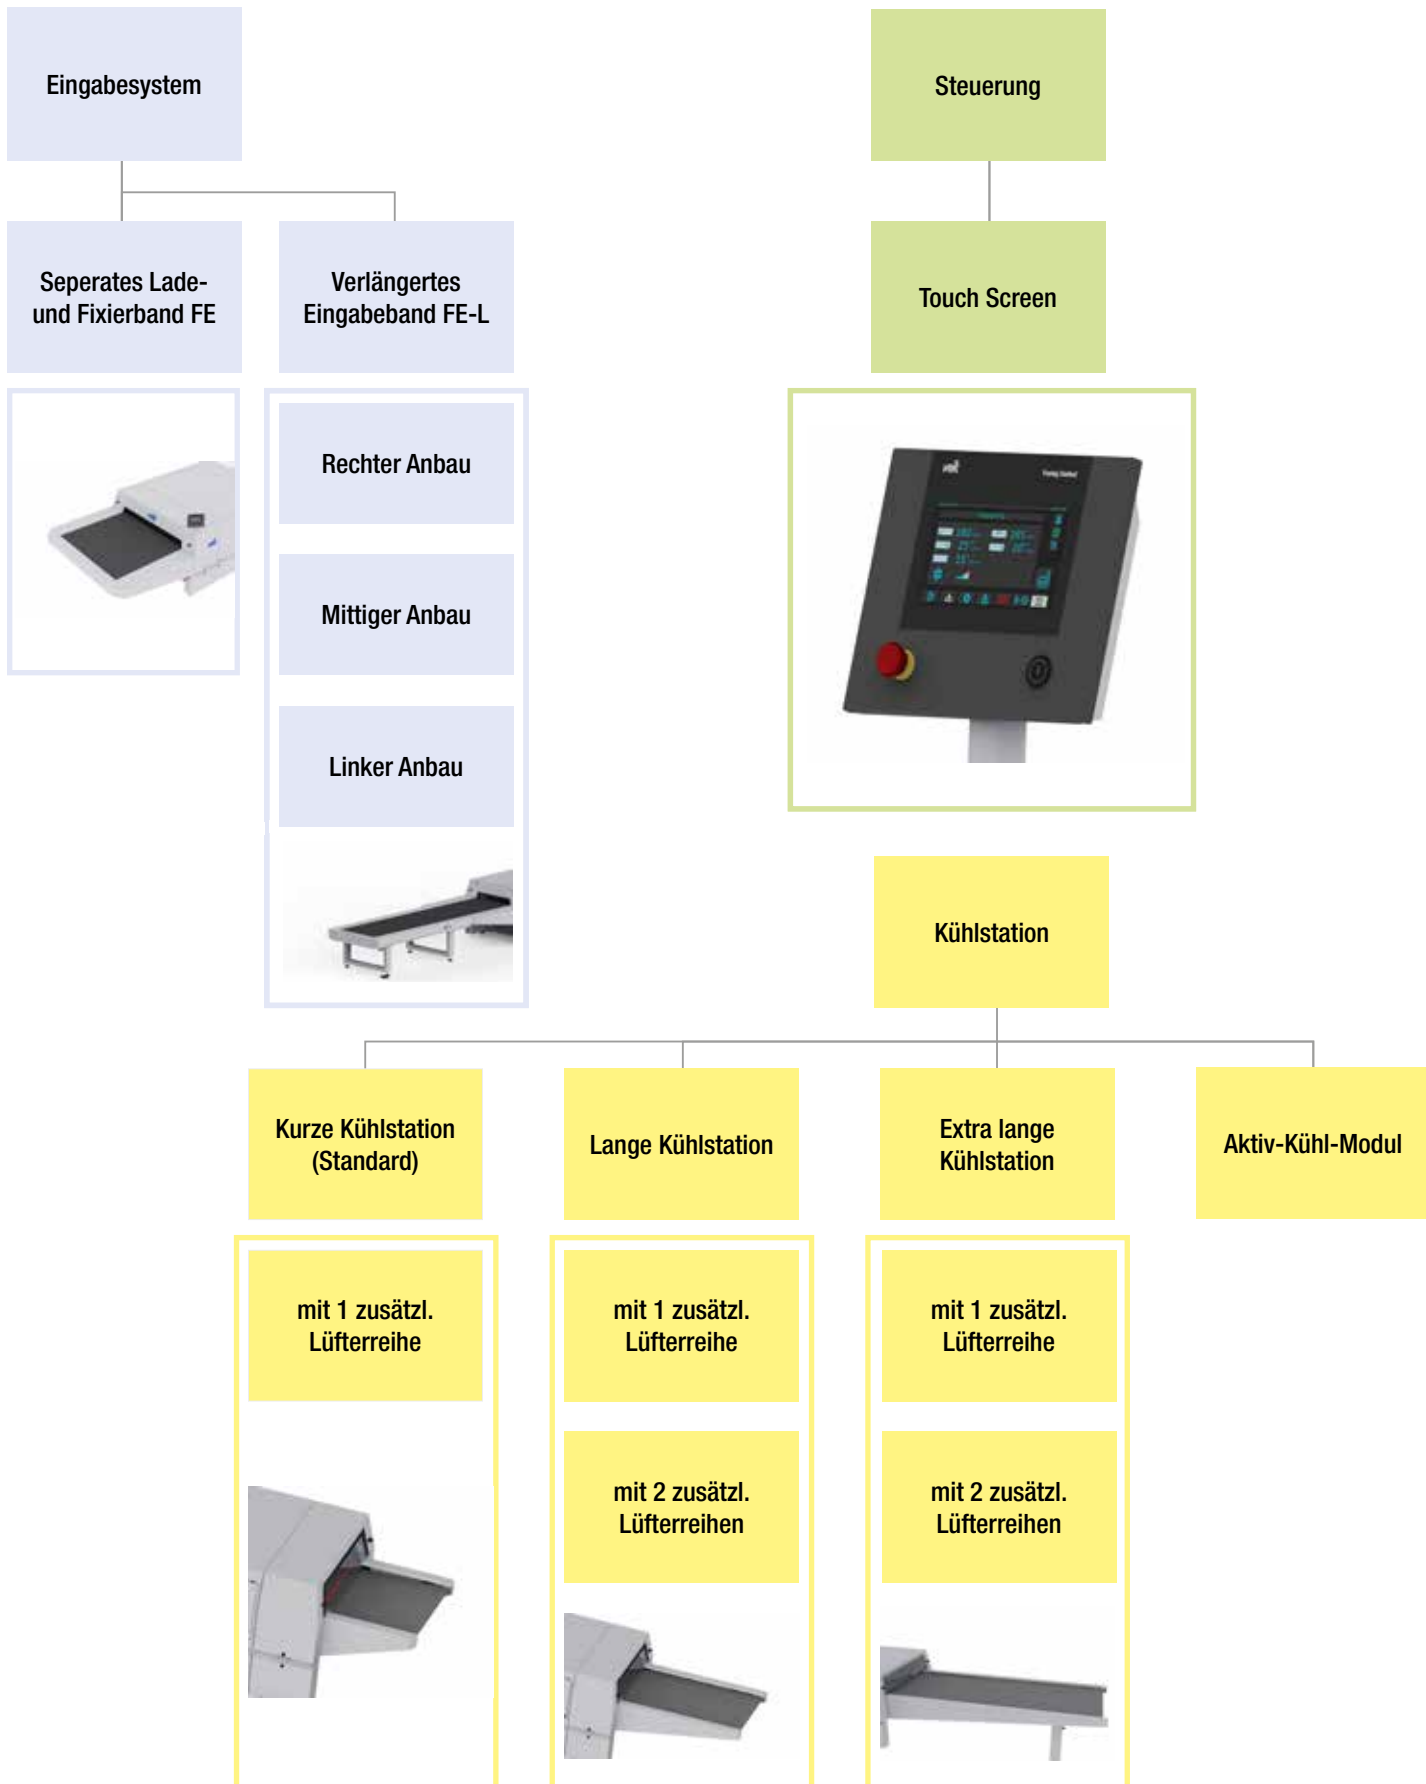 Eingabesystem
Steuerung
Seperates Lade-
und Fixierband FE
Verlängertes
Eingabeband FE-L
Touch Screen
Rechter Anbau
Mittiger Anbau
Linker Anbau
Kühlstation
Kurze Kühlstation
(Standard)
Lange Kühlstation
Extra lange
Kühlstation
Aktiv-Kühl-Modul
mit 1 zusätzl.
Lüfterreihe
mit 1 zusätzl.
Lüfterreihe
mit 1 zusätzl.
Lüfterreihe
mit 2 zusätzl.
Lüfterreihen
mit 2 zusätzl.
Lüfterreihen